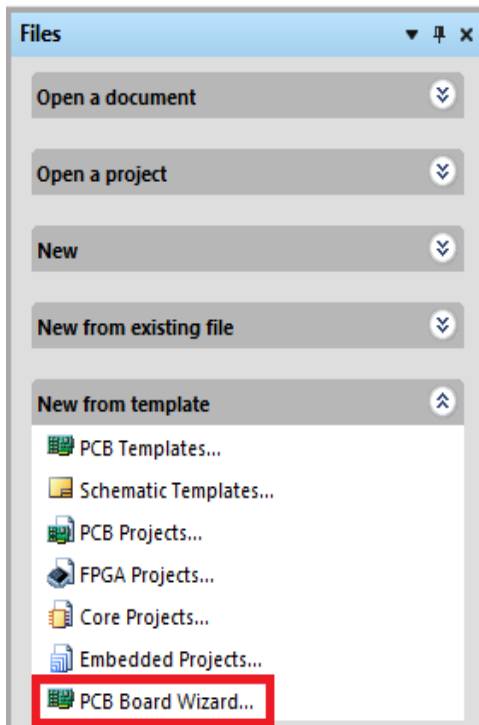 Files
Open a document
Open a project
New
New from existing file
New from template
PCB Templates...
Schematic Templates...
PCB Projects...
FPGA Projects...
Core Projects...
Embedded Projects...
PCB Board Wizard...